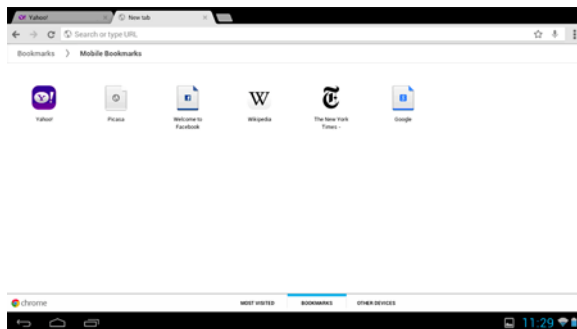 Yahoo!
New tab
Search or type URL
Bookmarks
Mobile Bookmarks
Yahoo!
Picasa
Welcome to
Facebook
W
Wikipedia
The New York
Times -
Google
chrome
MOST VISITED
BOOKMARKS
OTHER DEVICES
11:29